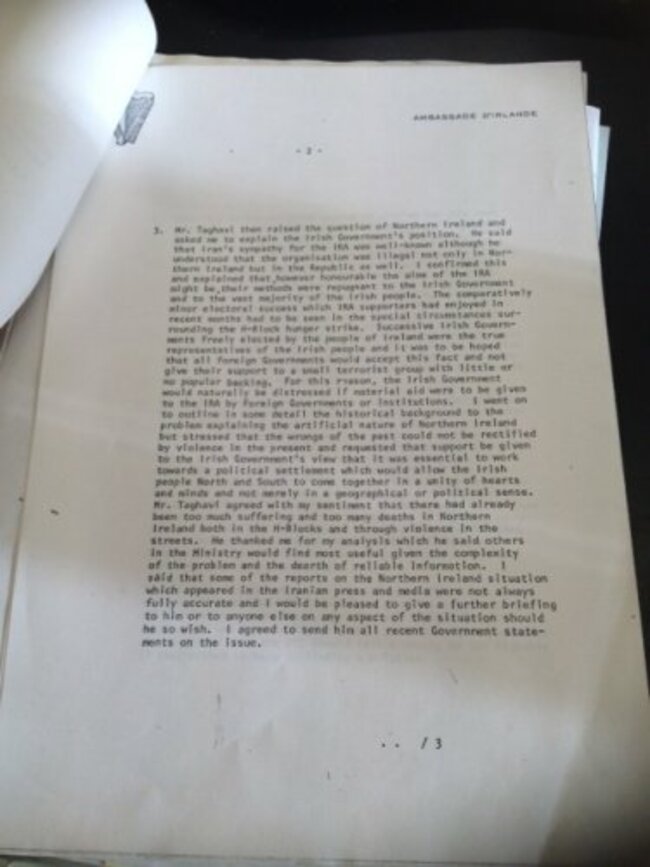 AMBASSADE D'IRLANDE
- 2 -
3. Mr. Taghavi then raised the question of Northern Ireland and
asked me to explain the Irish Government's position. He said
that Iran's sympathy for the IRA was well-known although he
understood that the organisation was illegal not only in Nor-
thern Ireland but in the Republic as well. I confirmed this
and explained that,however honourable the aims of the IRA
might be,their methods were repugnant to the Irish Government
and to the vast majority of the Irish people. The comparatively
minor electoral success which IRA supporters had enjoyed in
recent months had to be seen in the special circumstances sur-
rounding the H-Block hunger strike. Successive Irish Govern-
ments freely elected by the people of Ireland were the true
representatives of the Irish people and it was to be hoped
that all foreign Governments would accept this fact and not
give their support to a small terrorist group with little or
no popular backing. For this reason, the Irish Government
would naturally be distressed if material aid were to be given
to the IRA by foreign Governments or institutions. I went on
to outline in some detail the historical background to the
problem explaining the artificial nature of Northern Ireland
but stressed that the wrongs of the past could not be rectified
by violence in the present and requested that support be given
to the Irish Government's view that it was essential to work
towards a political settlement which would allow the Irish
people North and South to come together in a unity of hearts
and minds and not merely in a geographical or political sense.
Mr. Taghavi agreed with my sentiment that there had already
been too much suffering and too many deaths in Northern
Ireland both in the H-Blocks and through violence in the
streets. He thanked me for my analysis which he said others
in the Ministry would find most useful given the complexity
of the problem and the dearth of reliable information. I
said that some of the reports on the Northern Ireland situation
which appeared in the Iranian press and media were not always
fully accurate and I would be pleased to give a further briefing
to him or to anyone else on any aspect of the situation should
he so wish. I agreed to send him all recent Government state-
ments on the issue.
.. /3